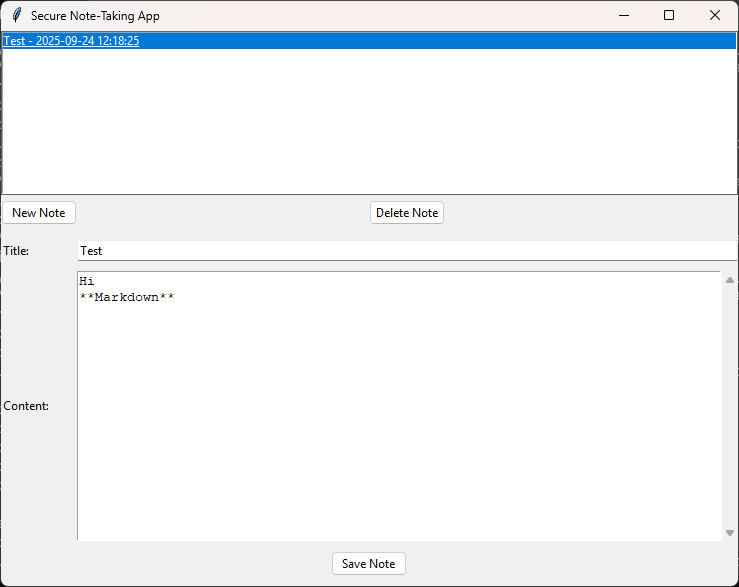 Secure Note-Taking App
Test - 2025-09-24 12:18:25
New Note
Delete Note
Title:
Test
Hi
**Markdown**
Content:
Save Note